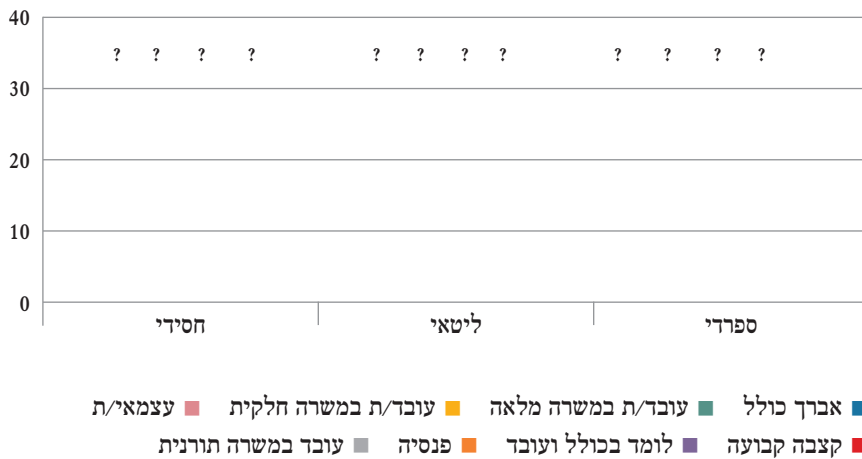 40
? ? ? ? ? ? ? ? ? ? ? ?
30
20
10
0
ספרדי ליטאי חסידי
אברך כולל עובד/ת במשרה מלאה עובד/ת במשרה חלקית עצמאי/ת
קצבה קבועה לומד בכולל ועובד פנסיה עובד במשרה תורנית